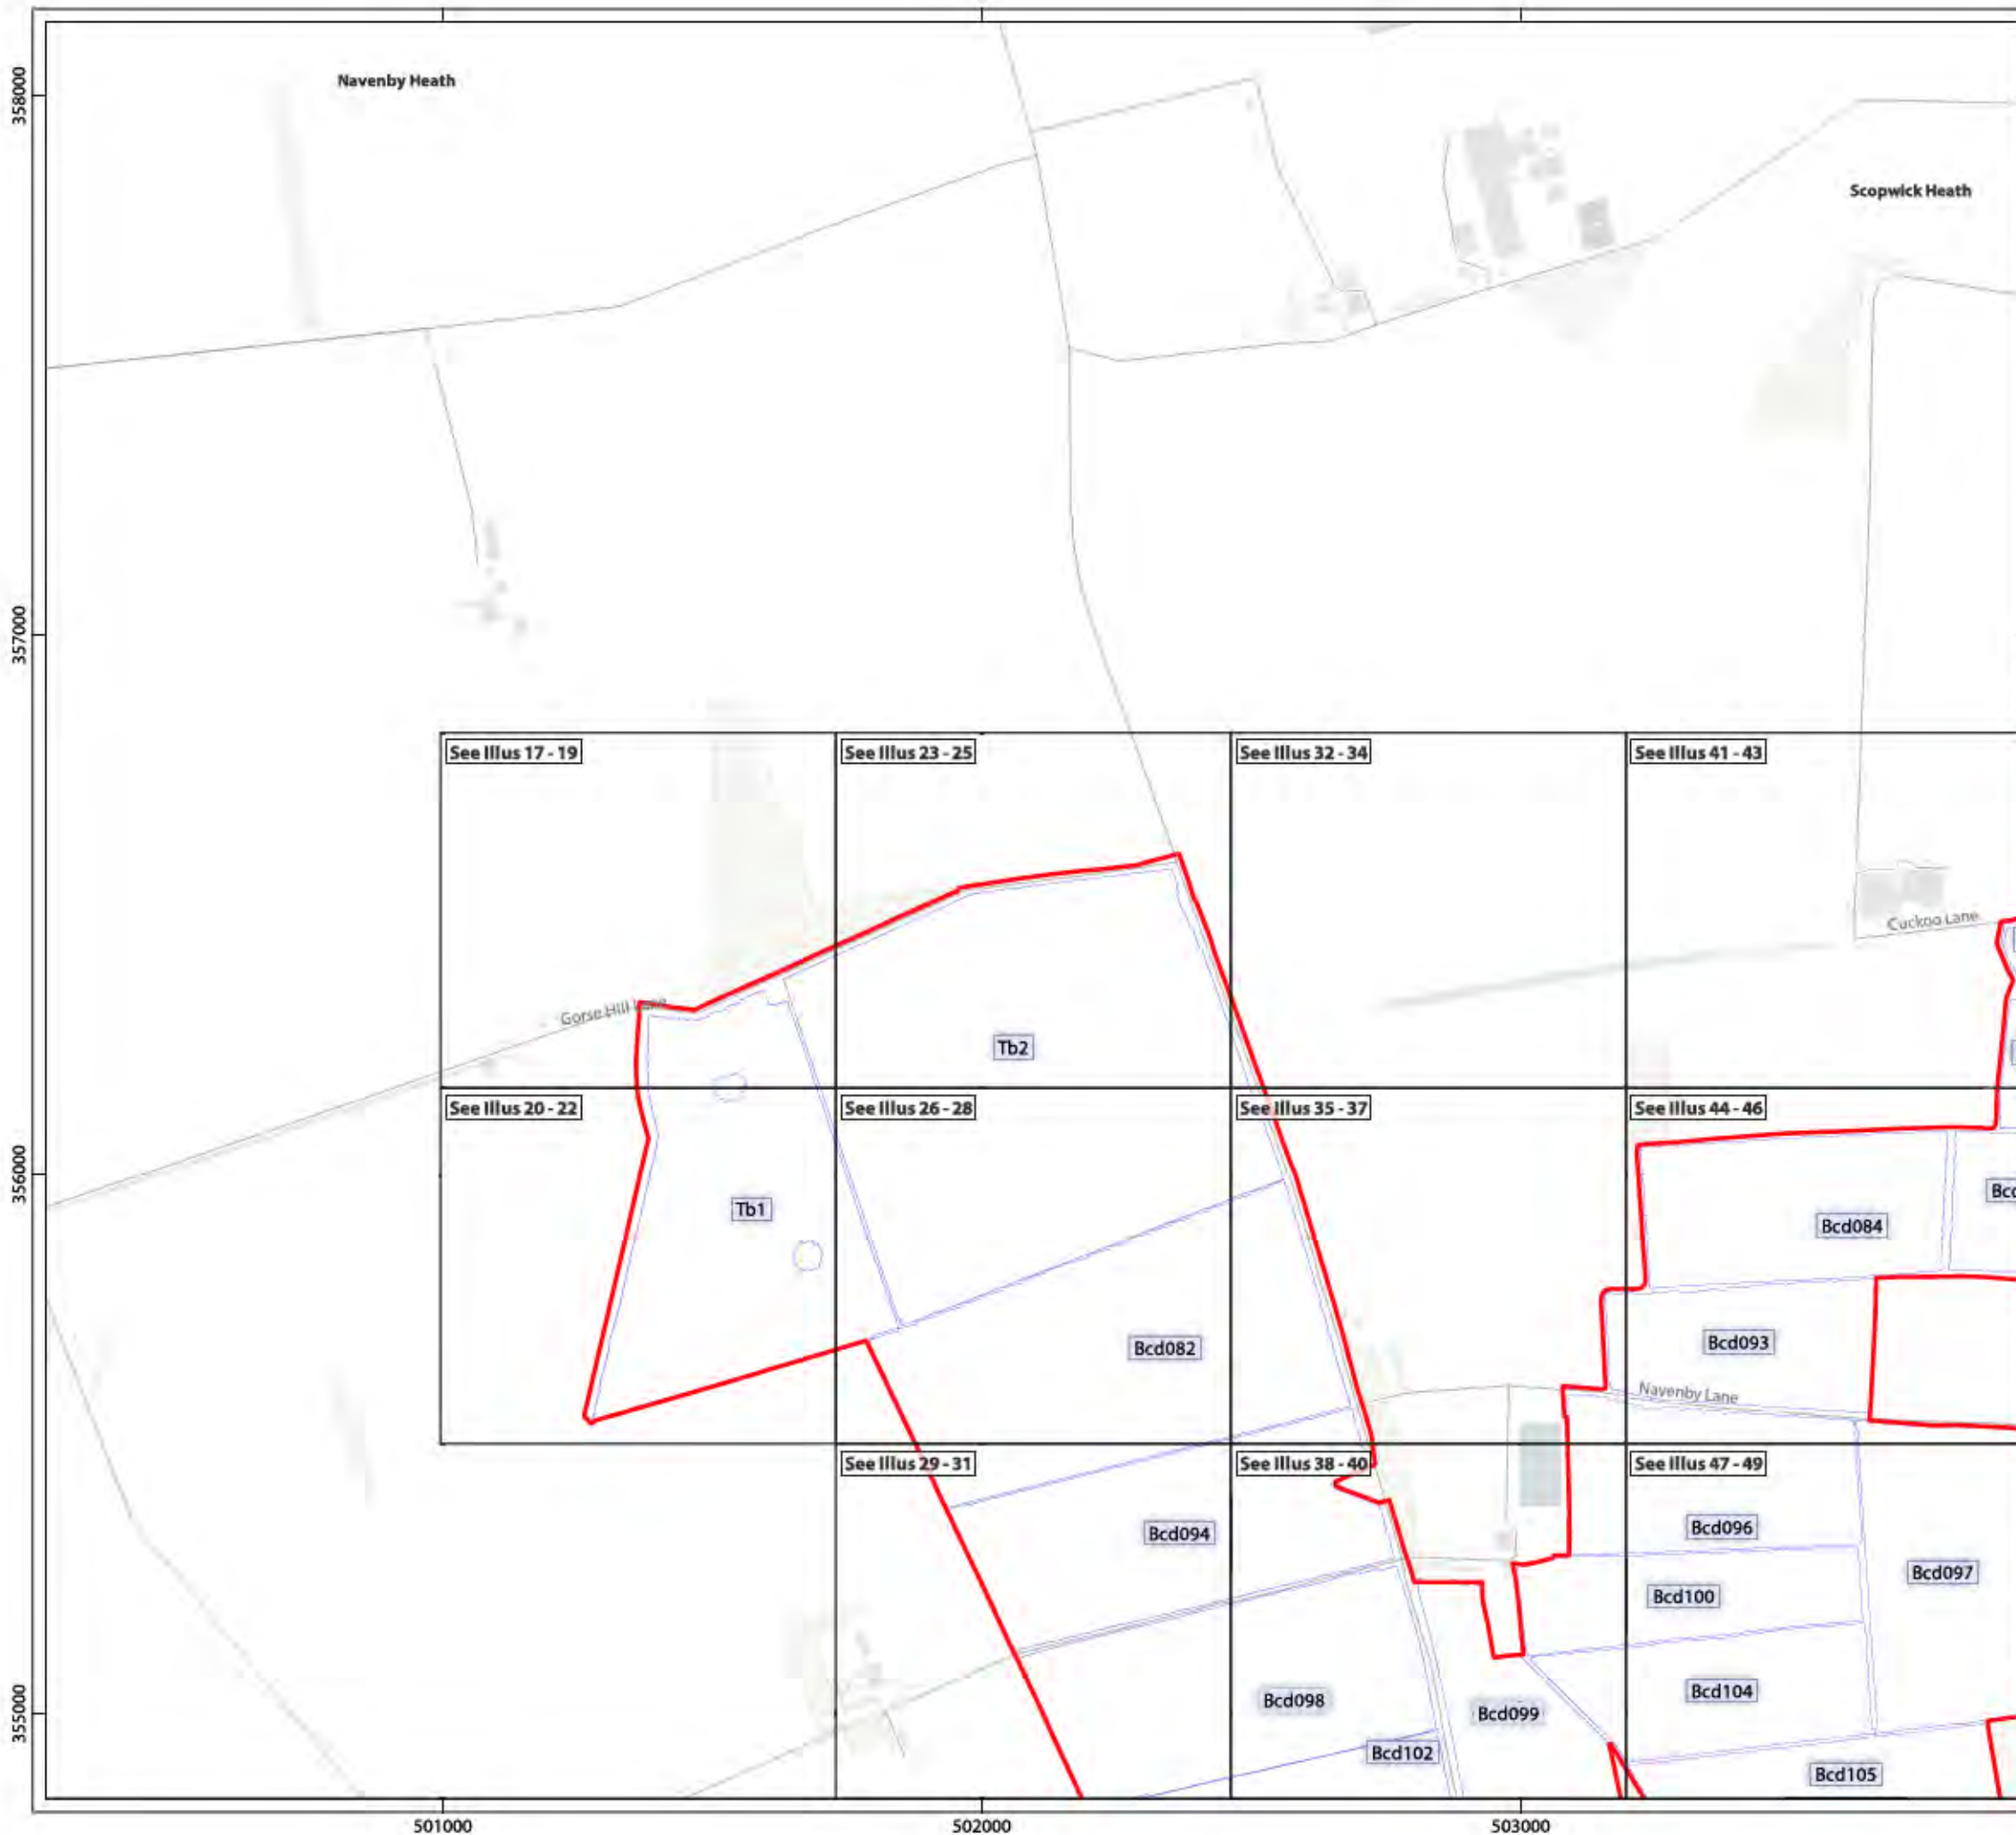 358000
Navenby Heath
Scopwick Heath
357000
See Illus 17 - 19
See Illus 23 - 25
See Illus 32 - 34
See Illus 41 - 43
Cuckoo Lane
Gorse Hill Lane
Tb2
See Illus 20 - 22
See Illus 26 - 28
See Illus 35 - 37
See Illus 44 - 46
356000
Tb1
Bcd084
Bcd093
Bcd082
Navenby Lane
See Illus 29 - 31
See Illus 38 - 40
See Illus 47 - 49
Bcd094
Bcd096
Bcd097
Bcd100
355000
Bcd098
Bcd099
Bcd104
Bcd102
Bcd105
501000
502000
503000